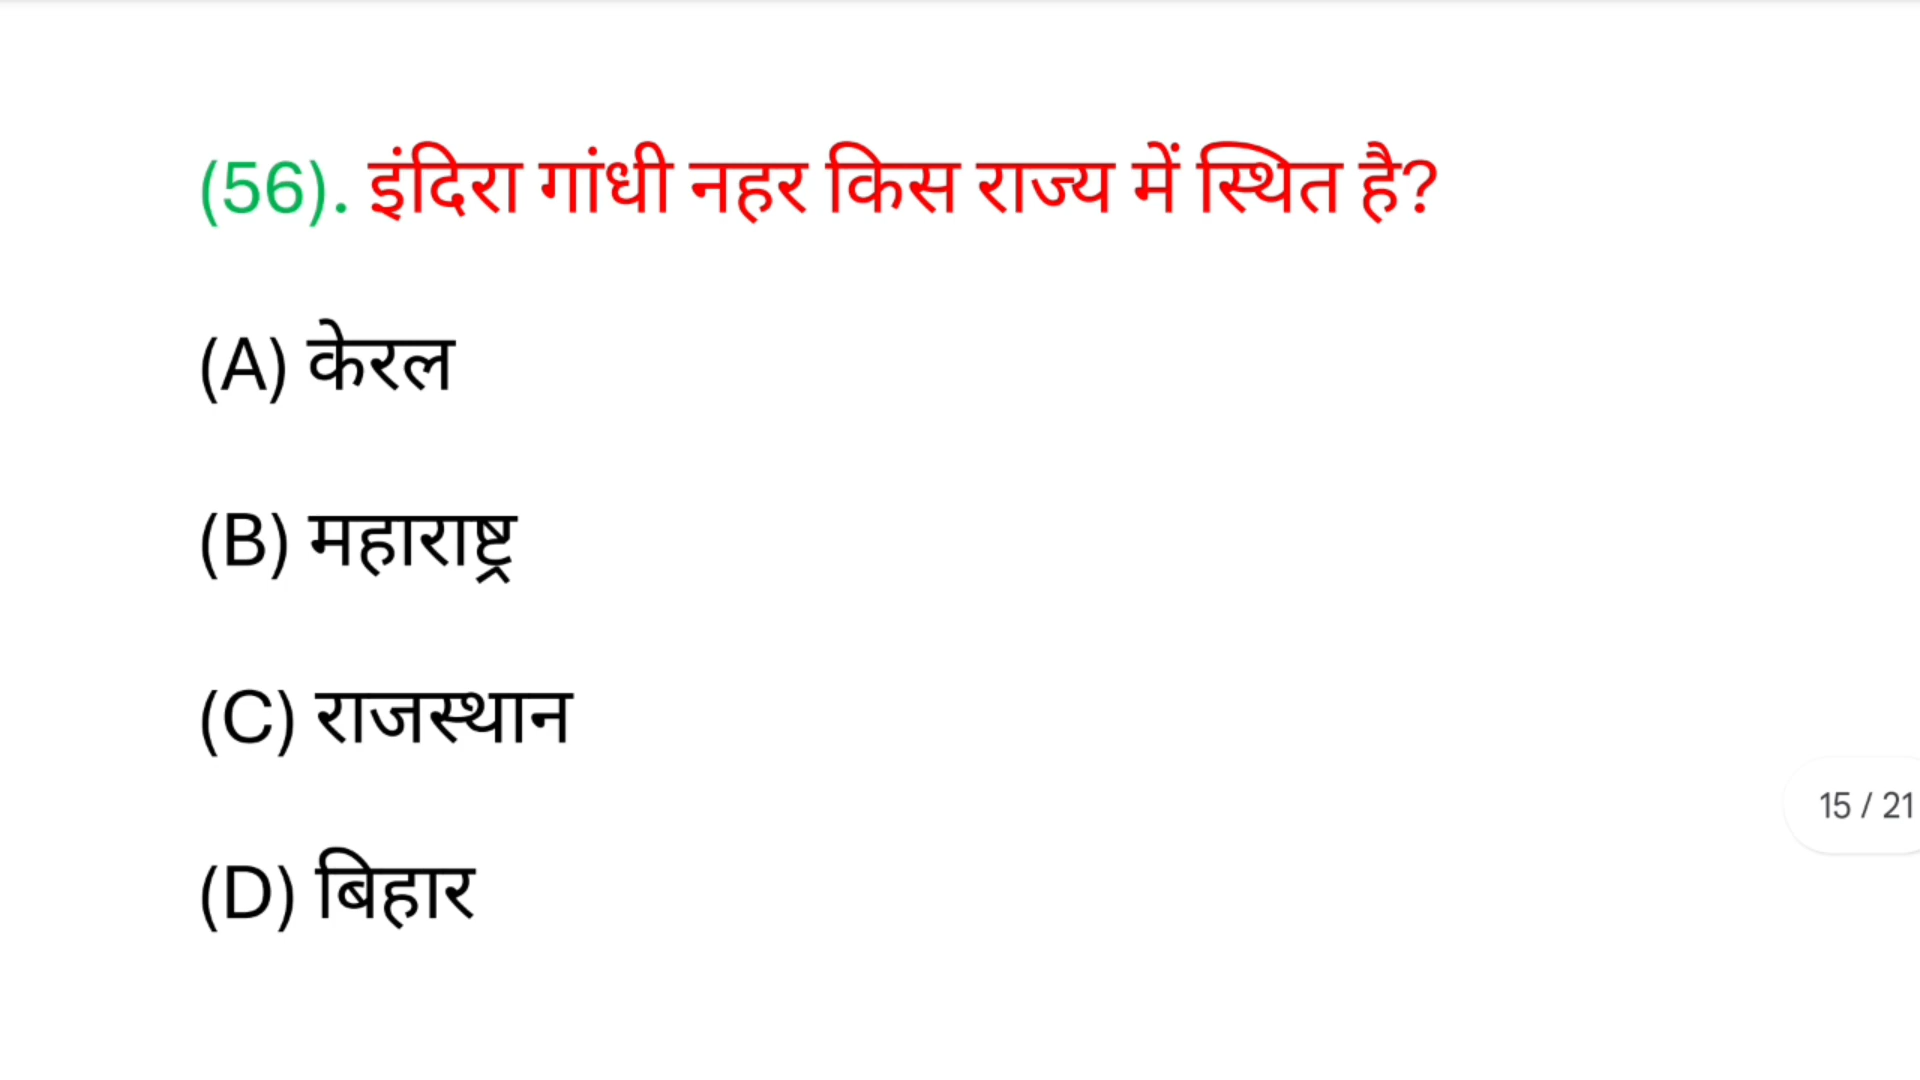 (56). इंदिरा गांधी नहर किस राज्य में स्थित है?
(A) केरल
(B) महाराष्ट्र
(C) राजस्थान
15 / 21
(D) बिहार